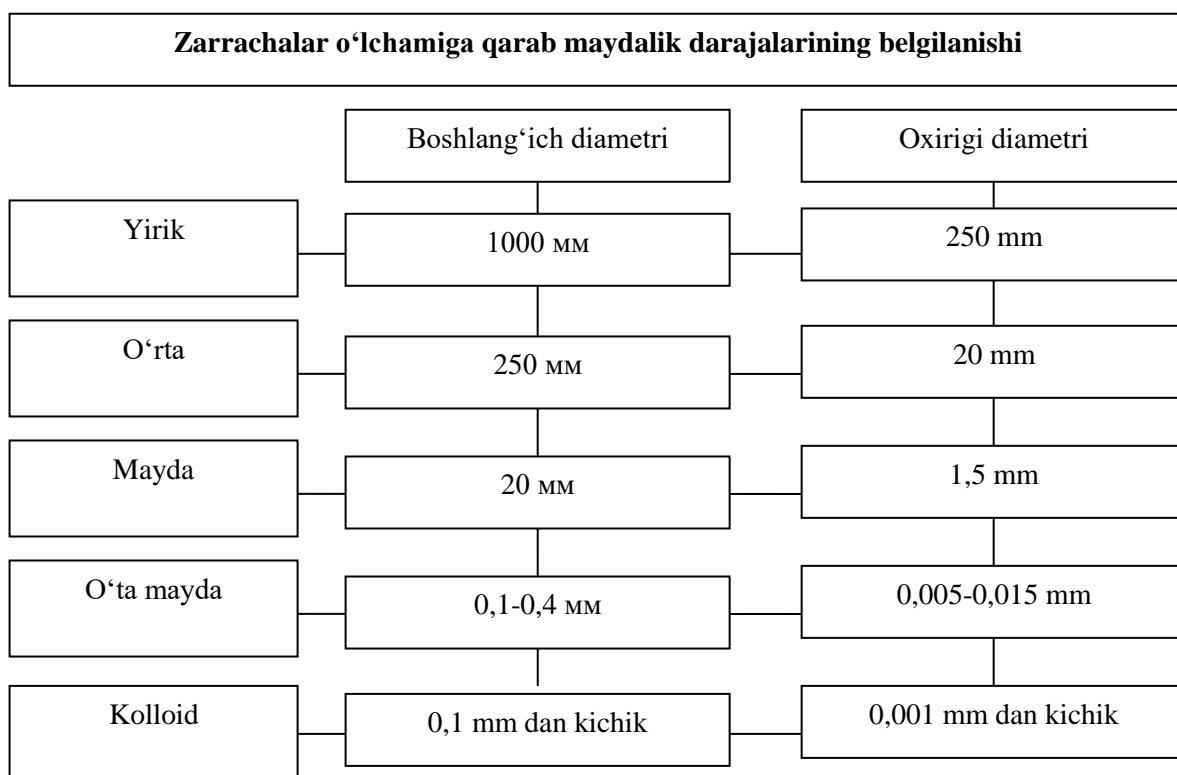 Zarrachalar o‘lchamiga qarab maydalik darajalarining belgilanishi
Boshlang‘ich diametri
Oxirigi diametri
Yirik
1000 мм
250 mm
O‘rta
250 мм
20 mm
Mayda
20 мм
1,5 mm
O‘ta mayda
0,1-0,4 мм
0,005-0,015 mm
Kolloid
0,1 mm dan kichik
0,001 mm dan kichik